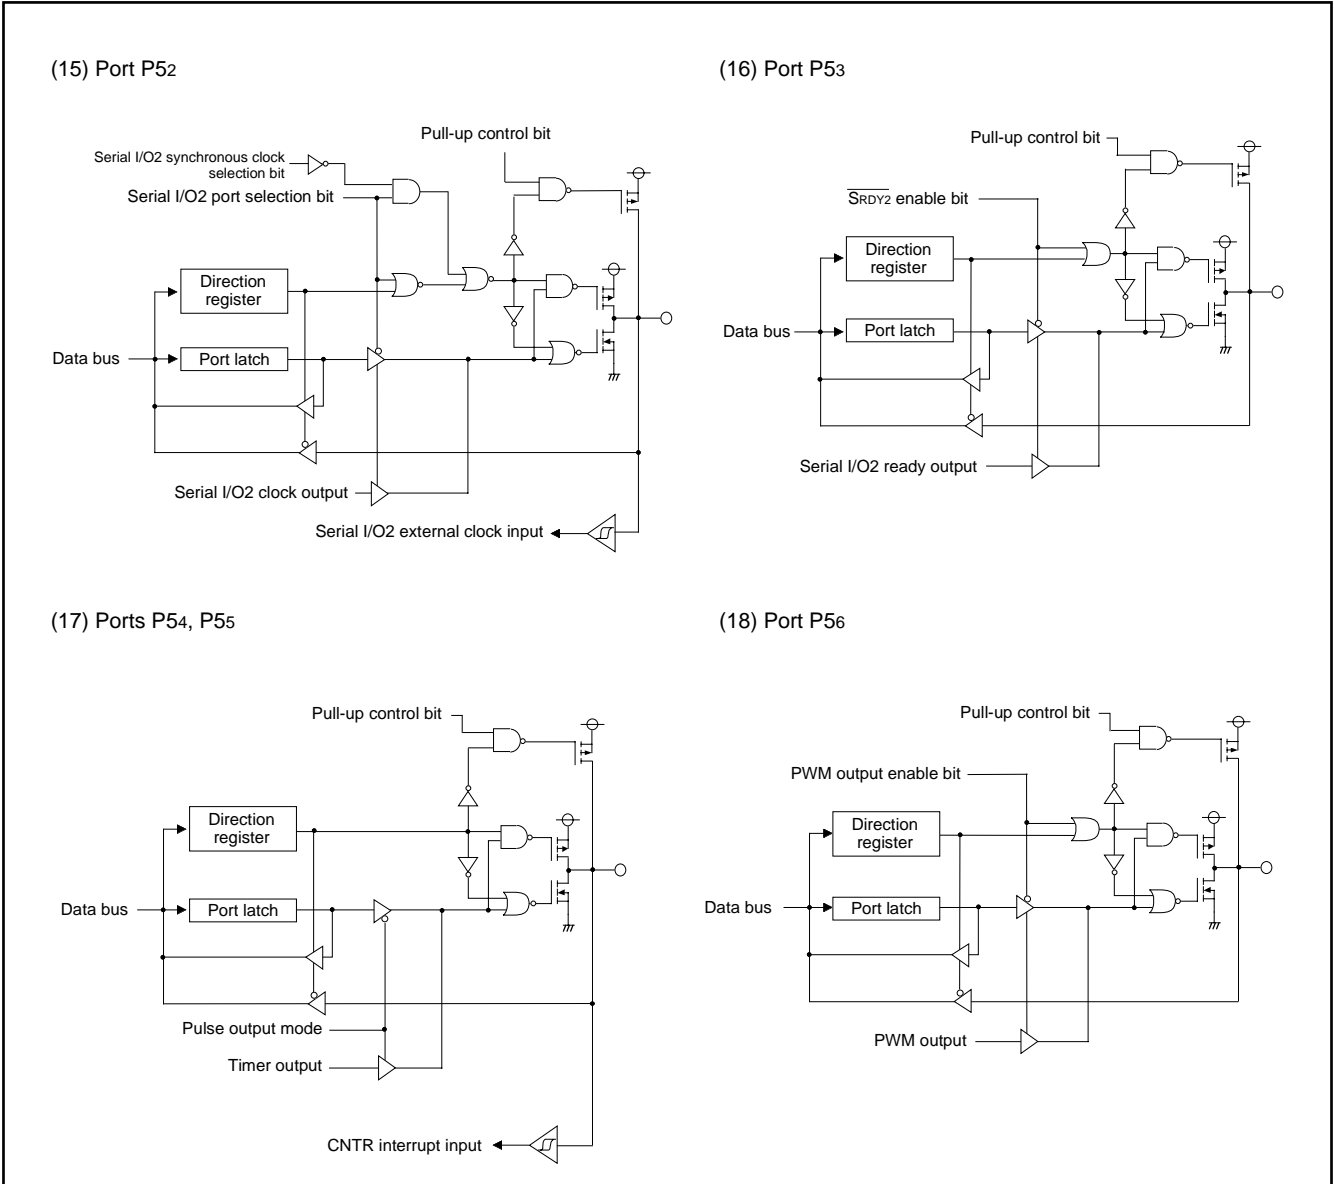 (15) Port P52
Pull-up control bit
Serial I/O2 synchronous clock
selection bit
Serial I/O2 port selection bit
Direction
register
Data bus
Port latch
Serial I/O2 clock output
Serial I/O2 external clock input
(16) Port P53
Pull-up control bit
SRDY2 enable bit
Direction
register
Data bus
Port latch
Serial I/O2 ready output
(17) Ports P54, P55
Pull-up control bit
Direction
register
Data bus
Port latch
Pulse output mode
Timer output
CNTR interrupt input
(18) Port P56
Pull-up control bit
PWM output enable bit
Direction
register
Data bus
Port latch
PWM output